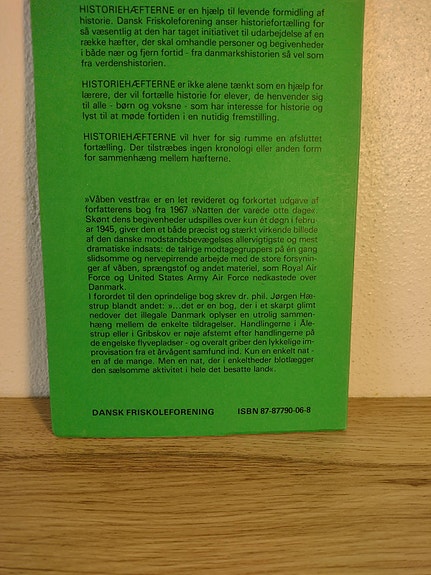 HISTORIEHÆFTERNE er en hjælp til levende formidling af
historie. Dansk Friskoleforening anser historiefortælling for
så væsentlig at den har taget initiativet til udarbejdelse af en
række hæfter, der skal omhandle personer og begivenheder
i både nær og fjern fortid - fra danmarkshistorien så vel som
fra verdenshistorien.
HISTORIEHÆFTERNE er ikke alene tænkt som en hjælp for
lærere, der vil fortælle historie for elever, de henvender sig
til alle - børn og voksne - som har interesse for historie og
lyst til at møde fortiden i en nutidig fremstilling.
HISTORIEHÆFTERNE vil hver for sig rumme en afsluttet
fortælling. Der tilstræbes ingen kronologi eller anden form
for sammenhæng mellem hæfterne.
»Våben vestfra« er en let revideret og forkortet udgave af
forfatterens bog fra 1967 »Natten der varede otte dage«
Skønt dens begivenheder udspilles over kun ét døgn i febru-
ar 1945, giver den et både præcist og stærkt virkende billede
af den danske modstandsbevægelses allervigtigste og mest
dramatiske indsats: de talrige modtagegruppers på én gang
slidsomme og nervepirrende arbejde med de store forsynin-
ger af våben, sprængstof og andet materiel, som Royal Air
Force og United States Army Air Force nedkastede over
Danmark.
I forordet til den oprindelige bog skrev dr. phil. Jørgen Hæ-
strup blandt andet: »...det er en bog, der i et skarpt glimt
nedover det illegale Danmark oplyser en utrolig sammen-
hæng mellem de enkelte tildragelser. Handlingerne i Åle-
strup eller i Gribskov er nøje afstemt efter handlingerne på
de engelske flyvepladser - og overalt griber den lykkelige im-
provisation fra et årvågent samfund ind. Kun en enkelt nat -
en af de mange. Men en nat, der i enkeltheder blotlægger
den sælsomme aktivitet i hele det besatte land«.
DANSK FRISKOLEFORENING ISBN 87-87790-06-8